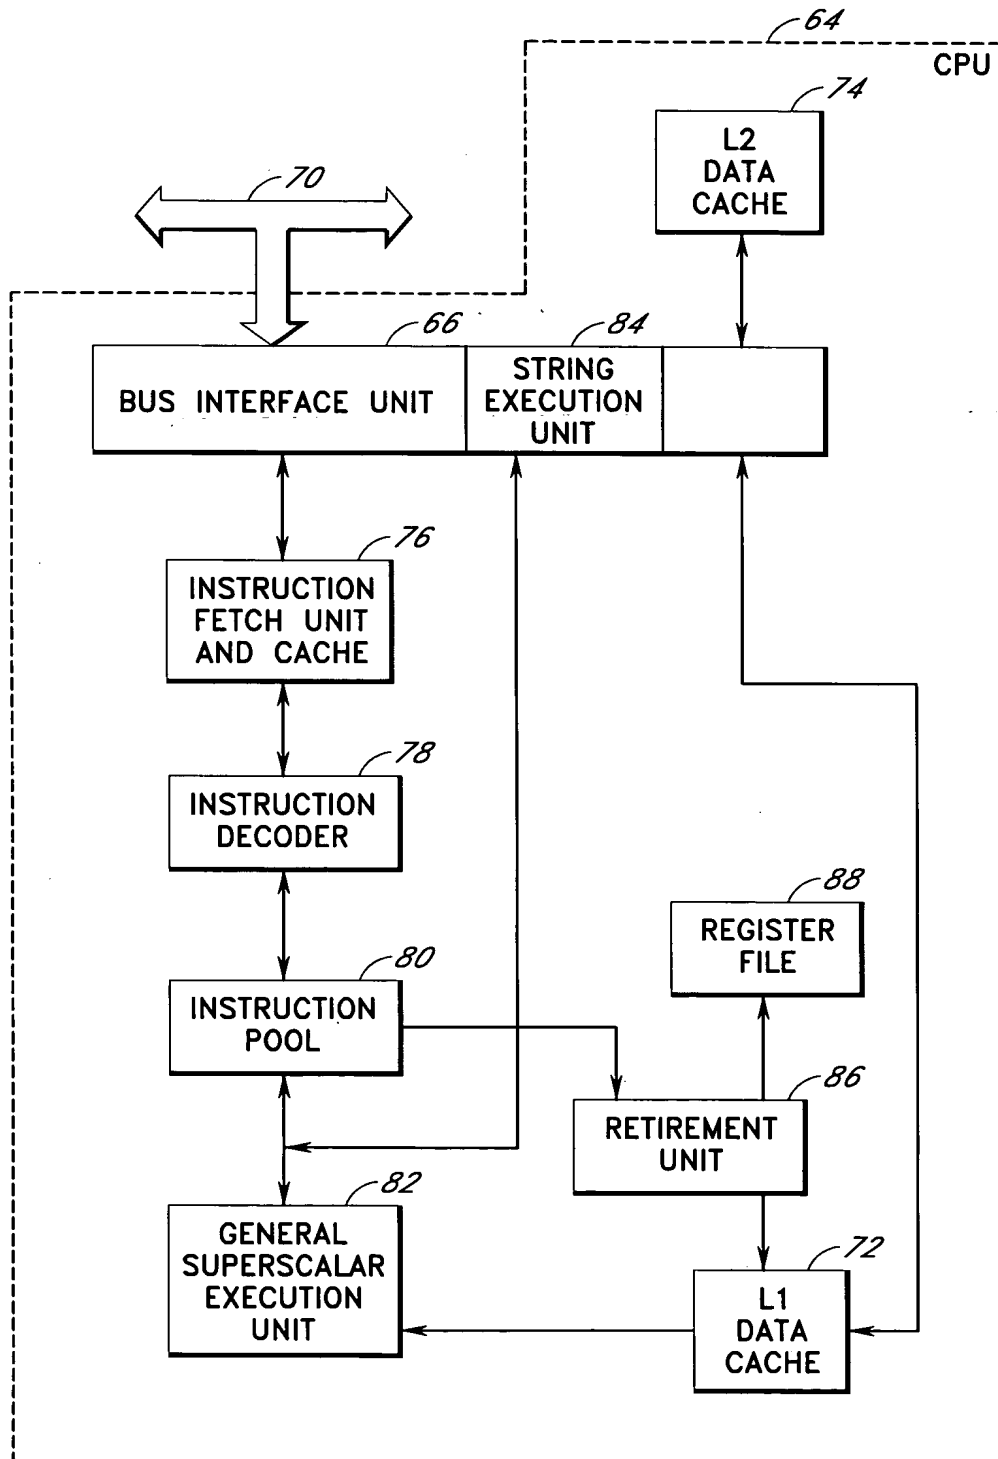 64
CPU
74
L2
DATA
CACHE
70
66
84
BUS INTERFACE UNIT
STRING
EXECUTION
UNIT
76
INSTRUCTION
FETCH UNIT
AND CACHE
78
INSTRUCTION
DECODER
88
REGISTER
FILE
80
INSTRUCTION
POOL
86
RETIREMENT
UNIT
82
GENERAL
SUPERSCALAR
EXECUTION
UNIT
72
L1
DATA
CACHE